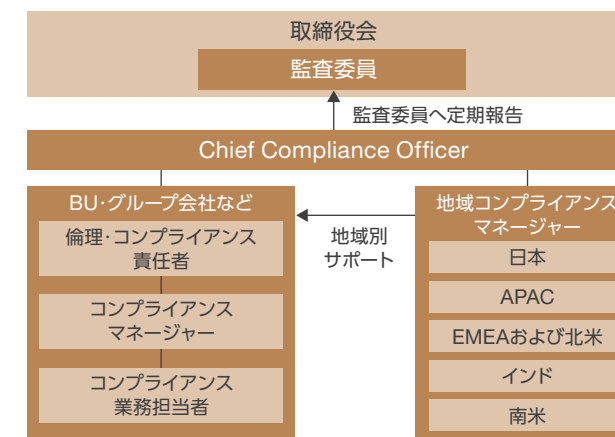 取締役会
監査委員
監査委員へ定期報告
Chief Compliance Officer
BU・グループ会社など
倫理・コンプライアンス
責任者
コンプライアンス
マネージャー
コンプライアンス
業務担当者
地域別
サポート
地域コンプライアンス
マネージャー
日本
APAC
EMEAおよび北米
インド
南米